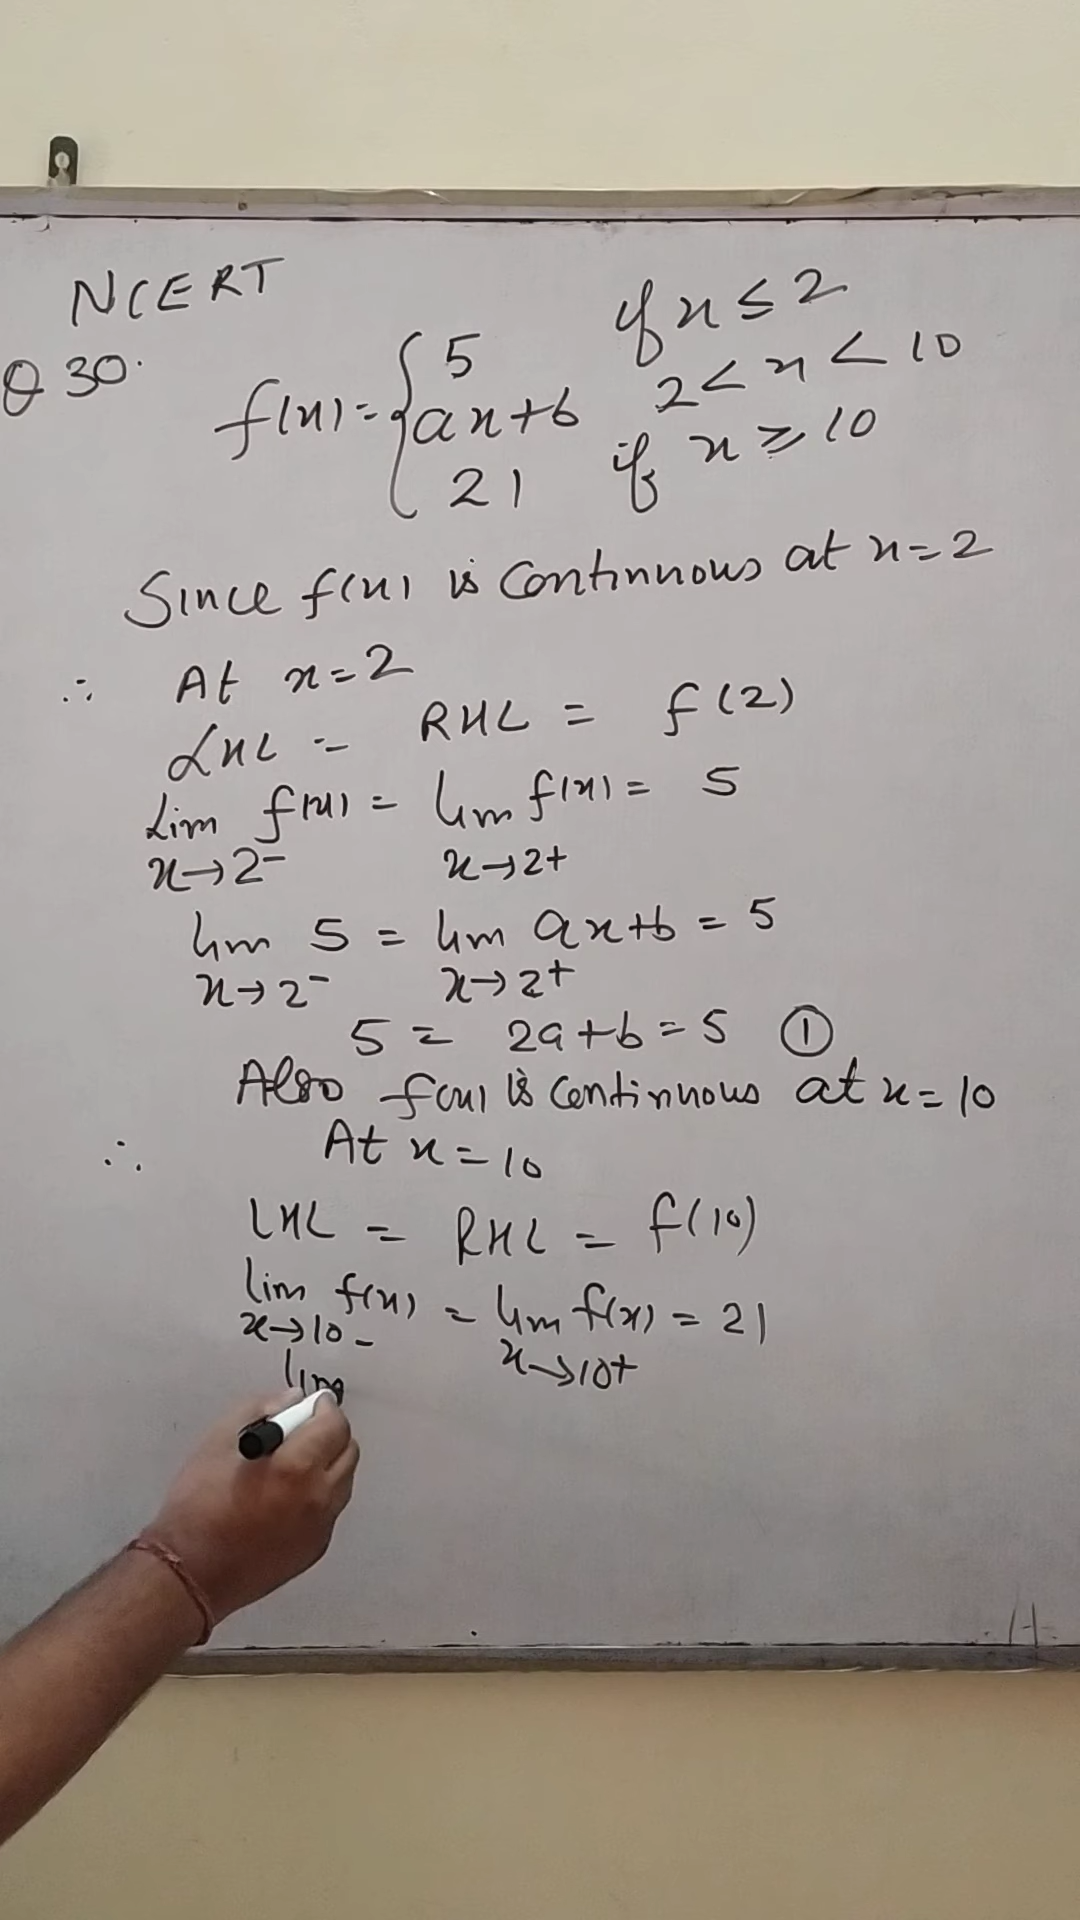 NCERT
Q 30. f(x) = { 5 if x ≤ 2
ax+b 2 < x < 10
21 if x ≥ 10
Since f(x) is continuous at x=2
∴ At x=2
LHL = RHL = f(2)
Lim f(x) = lim f(x) = 5
x→2- x→2+
lim 5 = lim ax+b = 5
x→2- x→2+
5 = 2a+b=5 ①
Also f(x) is continuous at x=10
∴ At x=10
LHL = RHL = f(10)
lim f(x) = lim f(x) = 21
x→10- x→10+
lim